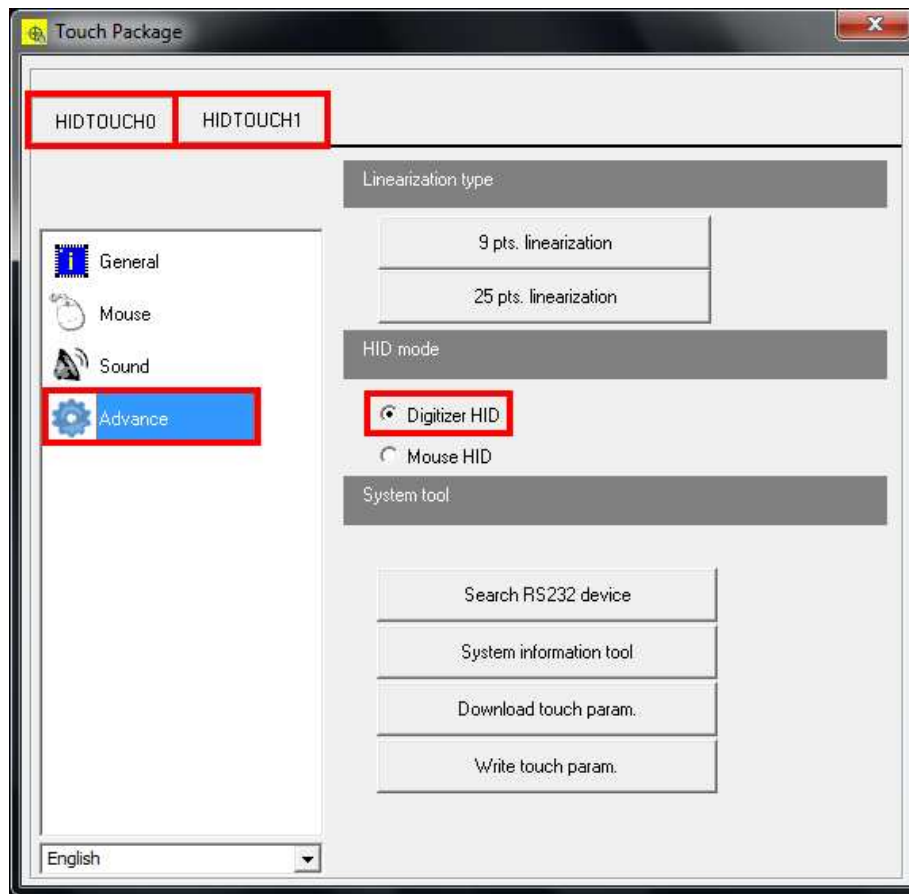 Touch Package
HIDTOUCH0
HIDTOUCH1
Linearization type
9 pts. linearization
25 pts. linearization
General
Mouse
Sound
Advance
HID mode
Digitizer HID
Mouse HID
System tool
Search RS232 device
System information tool
Download touch param.
Write touch param.
English